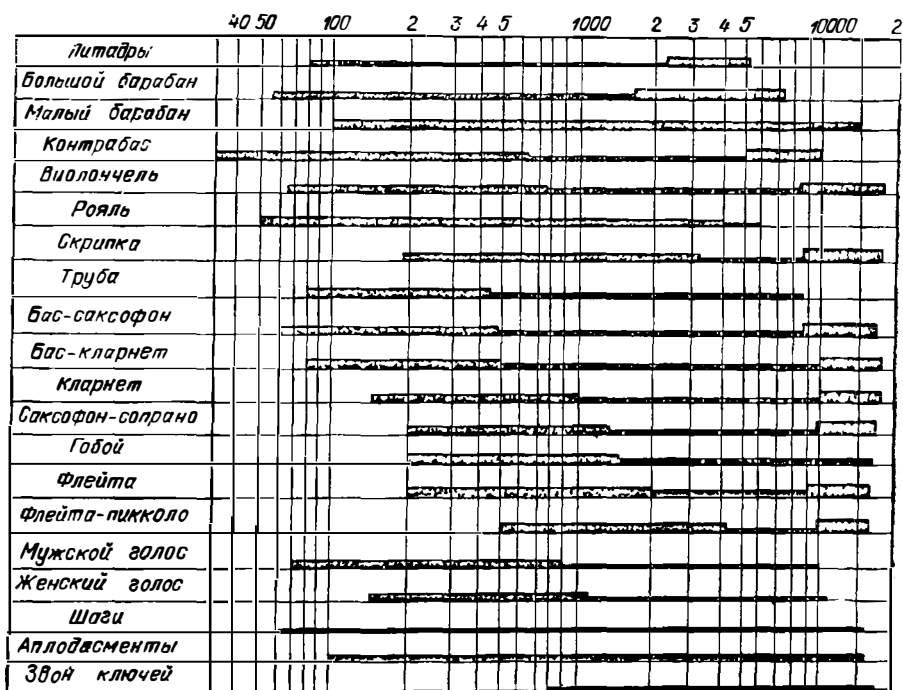 40 50 100 2 3 4 5 1000 2 3 4 5 10000 2
Литадры
Большой барабан
Малый барабан
Контрабас
Виолончель
Рояль
Скрипка
Труба
Бас-саксофон
Бас-кларнет
Кларнет
Саксофон-сопрано
Гобой
Флейта
Флейта-пикколо
Мужской голос
Женский голос
Шаги
Аплодисменты
Звон ключей